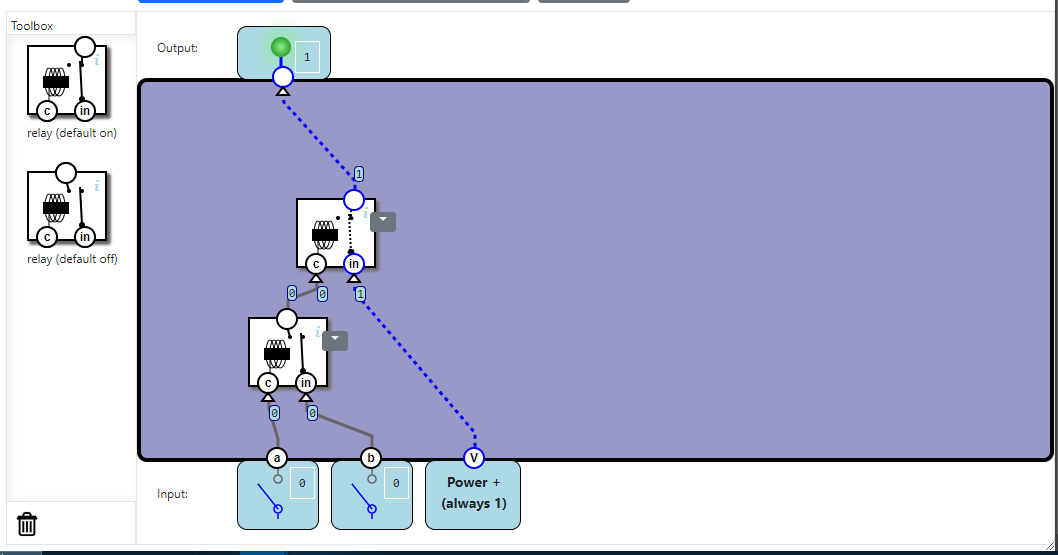 Toolbox
Output:
1
i
c
in
relay (default on)
i
c
in
relay (default off)
1
i
c
in
0
0
1
i
c
in
0
0
a
b
V
Input:
0
0
Power +
(always 1)